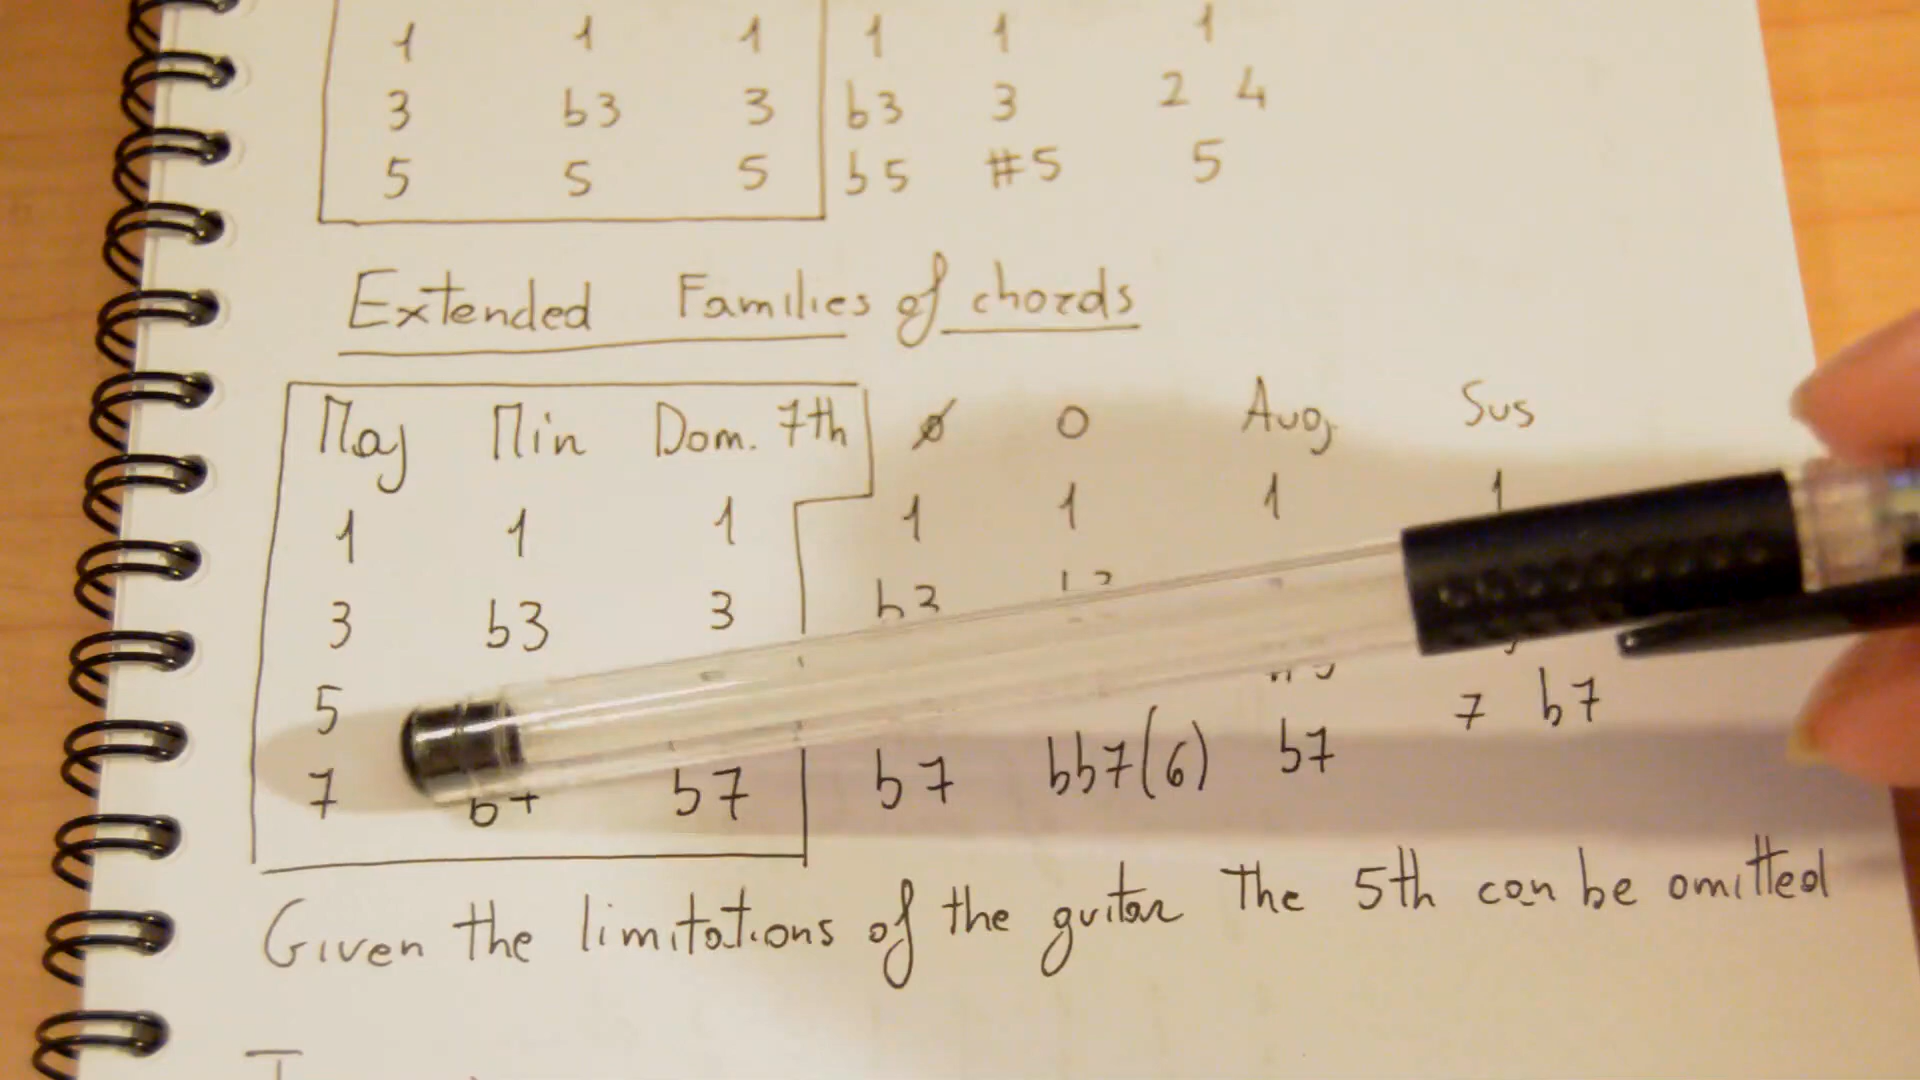 1 1 1 1 1 1
3 b3 3 b3 3 2 4
5 5 5 b5 #5 5
Extended Families of chords
Maj Min Dom. 7th ø o Aug Sus
1 1 1 1 1 1 1
3 b3 3 b3
5
7 b7 b7 b7 bb7(6) b7 7 b7
Given the limitations of the guitar the 5th can be omitted